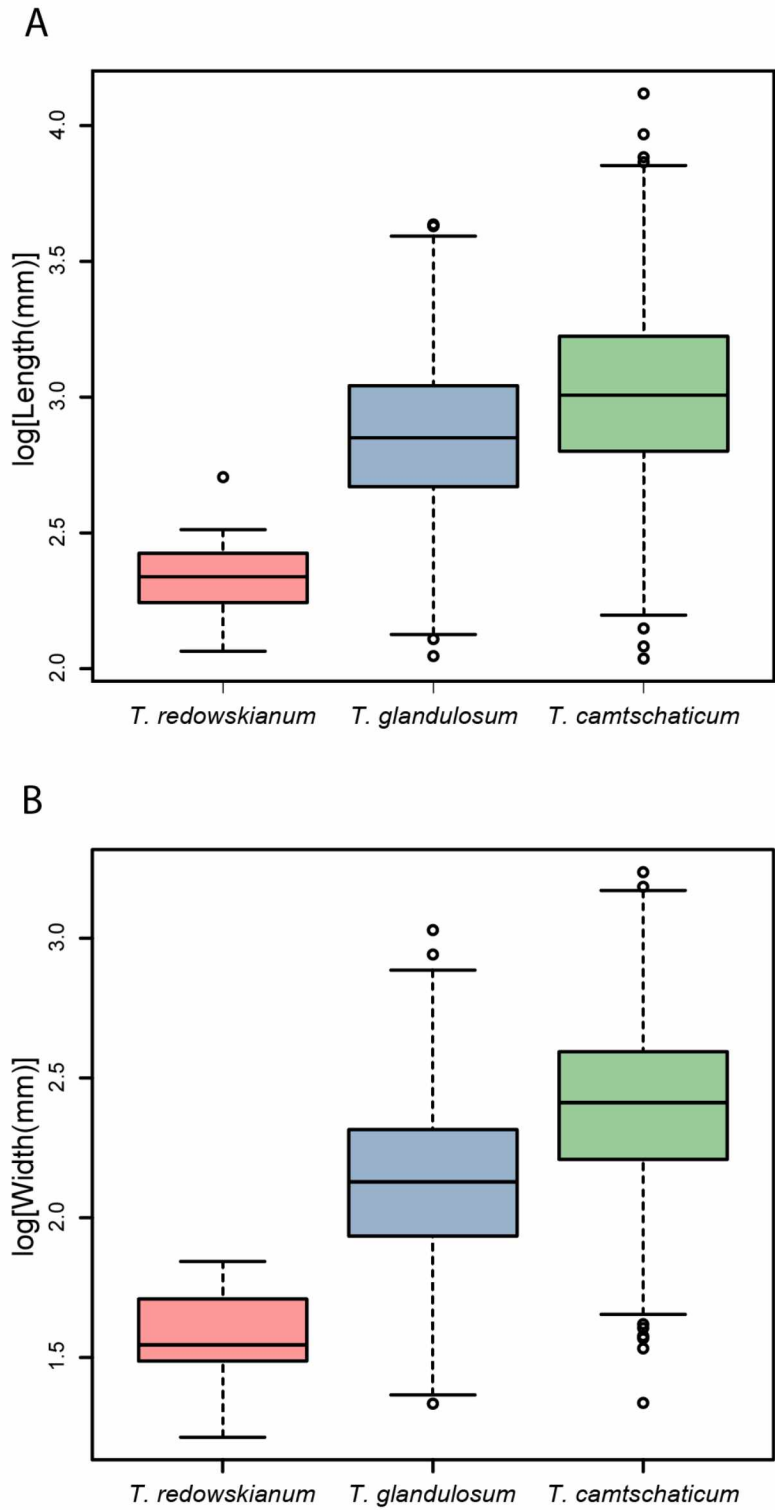 A
log[Length(mm)]
4.0
3.5
3.0
2.5
2.0
T. redowskianum T. glandulosum T. camtschaticum
B
log[Width(mm)]
3.0
2.5
2.0
1.5
T. redowskianum T. glandulosum T. camtschaticum